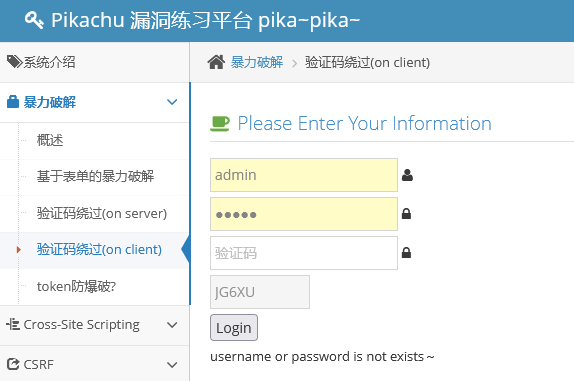 Pikachu 漏洞练习平台 pika~pika~
系统介绍
暴力破解
概述
基于表单的暴力破解
验证码绕过(on server)
验证码绕过(on client)
token防爆破?
Cross-Site Scripting
CSRF
暴力破解 > 验证码绕过(on client)
Please Enter Your Information
admin
●●●●●
验证码
JG6XU
Login
username or password is not exists～